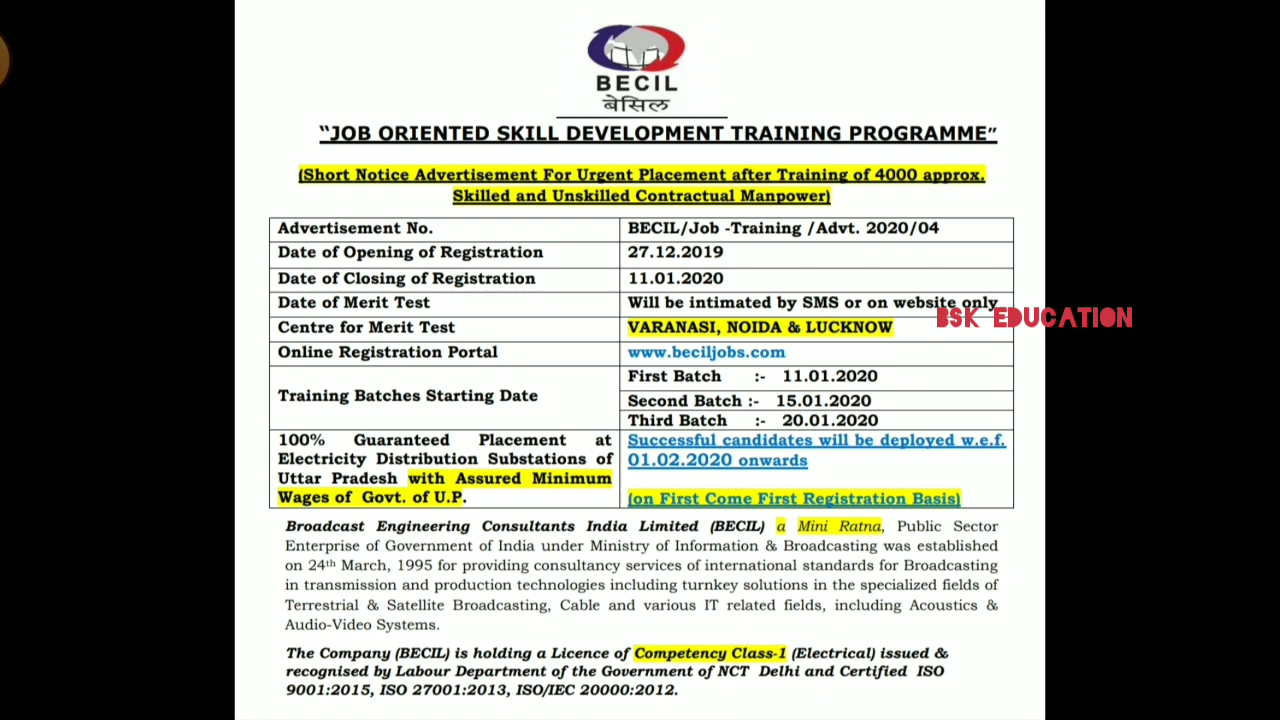 BECIL
बेसिल
“JOB ORIENTED SKILL DEVELOPMENT TRAINING PROGRAMME”
(Short Notice Advertisement For Urgent Placement after Training of 4000 approx.
Skilled and Unskilled Contractual Manpower)
Advertisement No. BECIL/Job -Training /Advt. 2020/04
Date of Opening of Registration 27.12.2019
Date of Closing of Registration 11.01.2020
Date of Merit Test Will be intimated by SMS or on website only
BSK EDUCATION
Centre for Merit Test VARANASI, NOIDA & LUCKNOW
Online Registration Portal www.beciljobs.com
Training Batches Starting Date
First Batch :- 11.01.2020
Second Batch :- 15.01.2020
Third Batch :- 20.01.2020
100% Guaranteed Placement at
Electricity Distribution Substations of
Uttar Pradesh with Assured Minimum
Wages of Govt. of U.P.
Successful candidates will be deployed w.e.f.
01.02.2020 onwards
(on First Come First Registration Basis)
Broadcast Engineering Consultants India Limited (BECIL) a Mini Ratna, Public Sector
Enterprise of Government of India under Ministry of Information & Broadcasting was established
on 24th March, 1995 for providing consultancy services of international standards for Broadcasting
in transmission and production technologies including turnkey solutions in the specialized fields of
Terrestrial & Satellite Broadcasting, Cable and various IT related fields, including Acoustics &
Audio-Video Systems.
The Company (BECIL) is holding a Licence of Competency Class-1 (Electrical) issued &
recognised by Labour Department of the Government of NCT Delhi and Certified ISO
9001:2015, ISO 27001:2013, ISO/IEC 20000:2012.